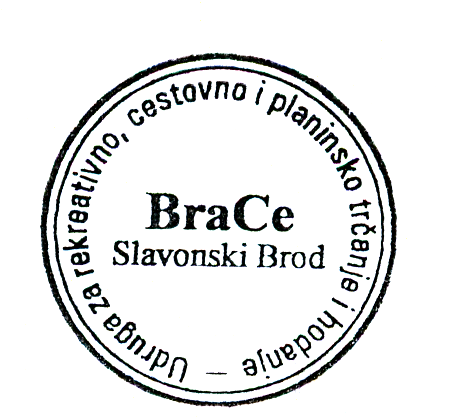 Udruga za rekreativno, cestovno i planinsko trčanje i hodanje –
BraCe
Slavonski Brod